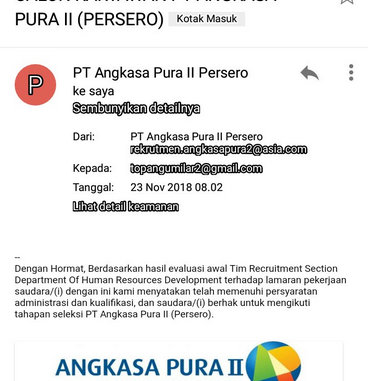 PURA II (PERSERO) Kotak Masuk
P
PT Angkasa Pura II Persero
ke saya
Sembunyikan detailnya
Dari: PT Angkasa Pura II Persero
rekrutmen.angkasapura2@asia.com
Kepada: topangumilar2@gmail.com
Tanggal: 23 Nov 2018 08.02
Lihat detail keamanan
--
Dengan Hormat, Berdasarkan hasil evaluasi awal Tim Recruitment Section
Department Of Human Resources Development terhadap lamaran pekerjaan
saudara/(i) dengan ini kami menyatakan telah memenuhi persyaratan
administrasi dan kualifikasi, dan saudara/(i) berhak untuk mengikuti
tahapan seleksi PT Angkasa Pura II (Persero).
ANGKASA PURA II